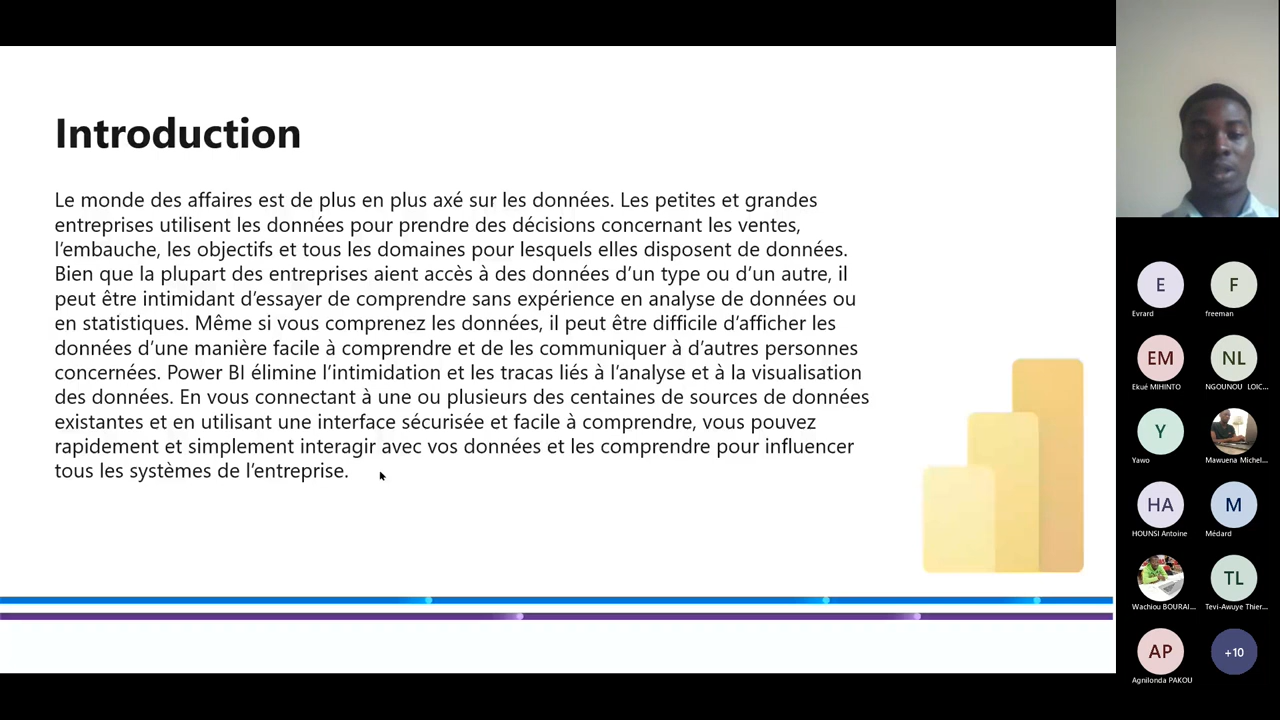 Introduction
Le monde des affaires est de plus en plus axé sur les données. Les petites et grandes
entreprises utilisent les données pour prendre des décisions concernant les ventes,
l’embauche, les objectifs et tous les domaines pour lesquels elles disposent de données.
Bien que la plupart des entreprises aient accès à des données d’un type ou d’un autre, il
peut être intimidant d’essayer de comprendre sans expérience en analyse de données ou
en statistiques. Même si vous comprenez les données, il peut être difficile d’afficher les
données d’une manière facile à comprendre et de les communiquer à d’autres personnes
concernées. Power BI élimine l’intimidation et les tracas liés à l’analyse et à la visualisation
des données. En vous connectant à une ou plusieurs des centaines de sources de données
existantes et en utilisant une interface sécurisée et facile à comprendre, vous pouvez
rapidement et simplement interagir avec vos données et les comprendre pour influencer
tous les systèmes de l’entreprise.
E
F
Evrard
freeman
EM
NL
Ekué MIHINTO
NGOUNOU LOIC...
Y
Yawo
Mawuena Michel...
HA
M
HOUNSI Antoine
Médard
TL
Wachiou BOURAI...
Tevi-Awuye Thier...
AP
+10
Agnilonda PAKOU